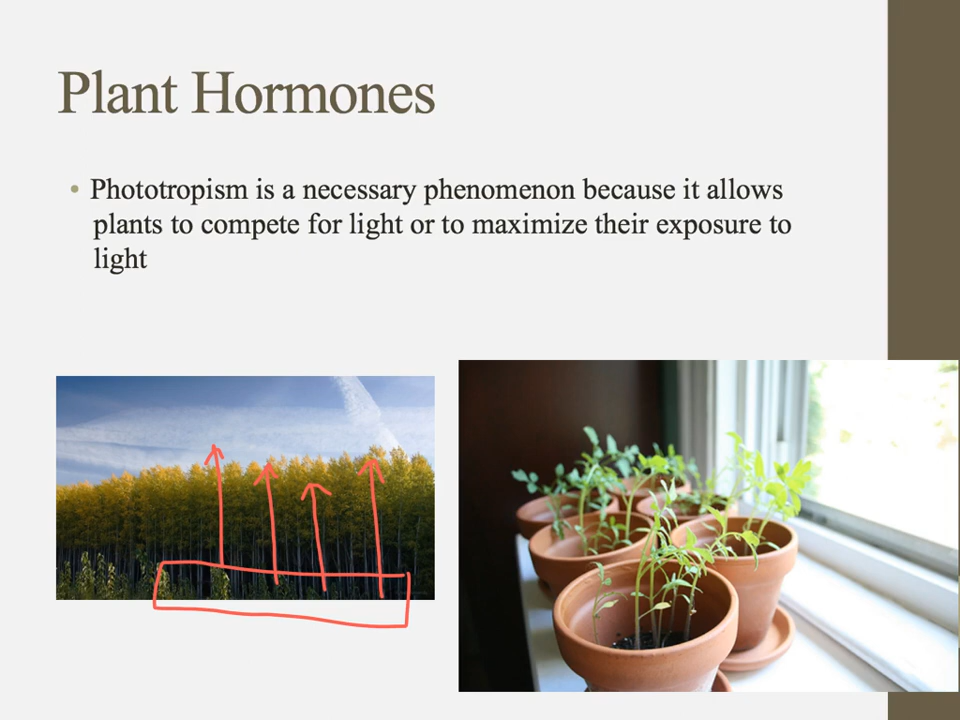 Plant Hormones
• Phototropism is a necessary phenomenon because it allows
plants to compete for light or to maximize their exposure to
light